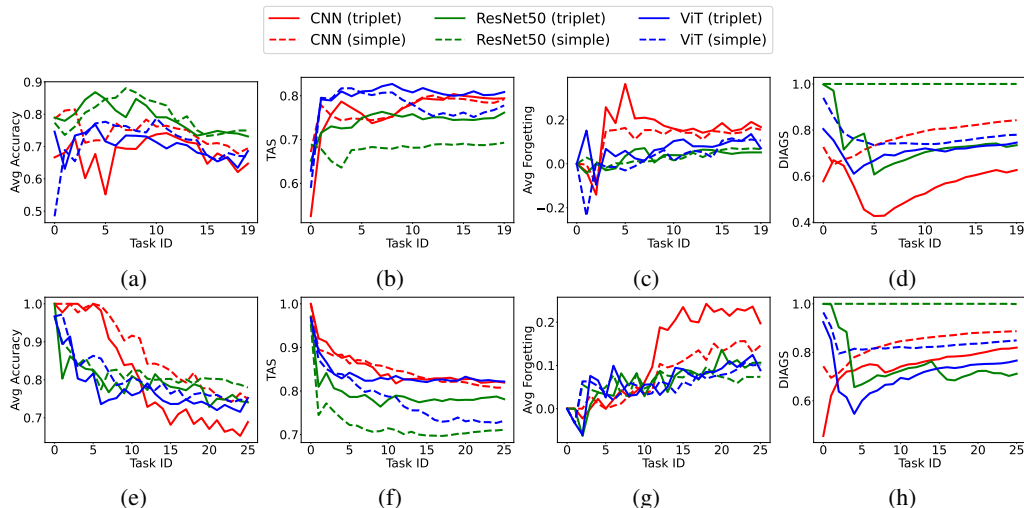 CNN (triplet) ResNet50 (triplet) ViT (triplet)
CNN (simple) ResNet50 (simple) ViT (simple)
Avg Accuracy
0.9
0.8
0.7
0.6
0.5
0 5 10 15 19
Task ID
(a)
TAS
0.8
0.7
0.6
0 5 10 15 19
Task ID
(b)
Avg Forgetting
0.2
0.0
−0.2
0 5 10 15 19
Task ID
(c)
DIAGS
1.0
0.8
0.6
0.4
0 5 10 15 19
Task ID
(d)
Avg Accuracy
1.0
0.9
0.8
0.7
0 5 10 15 20 25
Task ID
(e)
TAS
1.0
0.9
0.8
0.7
0 5 10 15 20 25
Task ID
(f)
Avg Forgetting
0.2
0.1
0.0
0 5 10 15 20 25
Task ID
(g)
DIAGS
1.0
0.8
0.6
0 5 10 15 20 25
Task ID
(h)